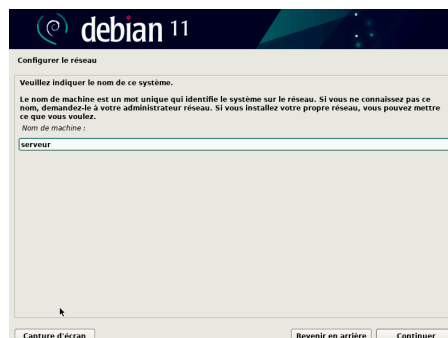 debian 11
Configurer le réseau
Veuillez indiquer le nom de ce système.
Le nom de machine est un mot unique qui identifie le système sur le réseau. Si vous ne connaissez pas ce
nom, demandez-le à votre administrateur réseau. Si vous installez votre propre réseau, vous pouvez mettre
ce que vous voulez.
Nom de machine :
serveur
Capture d'écran Revenir en arrière Continuer